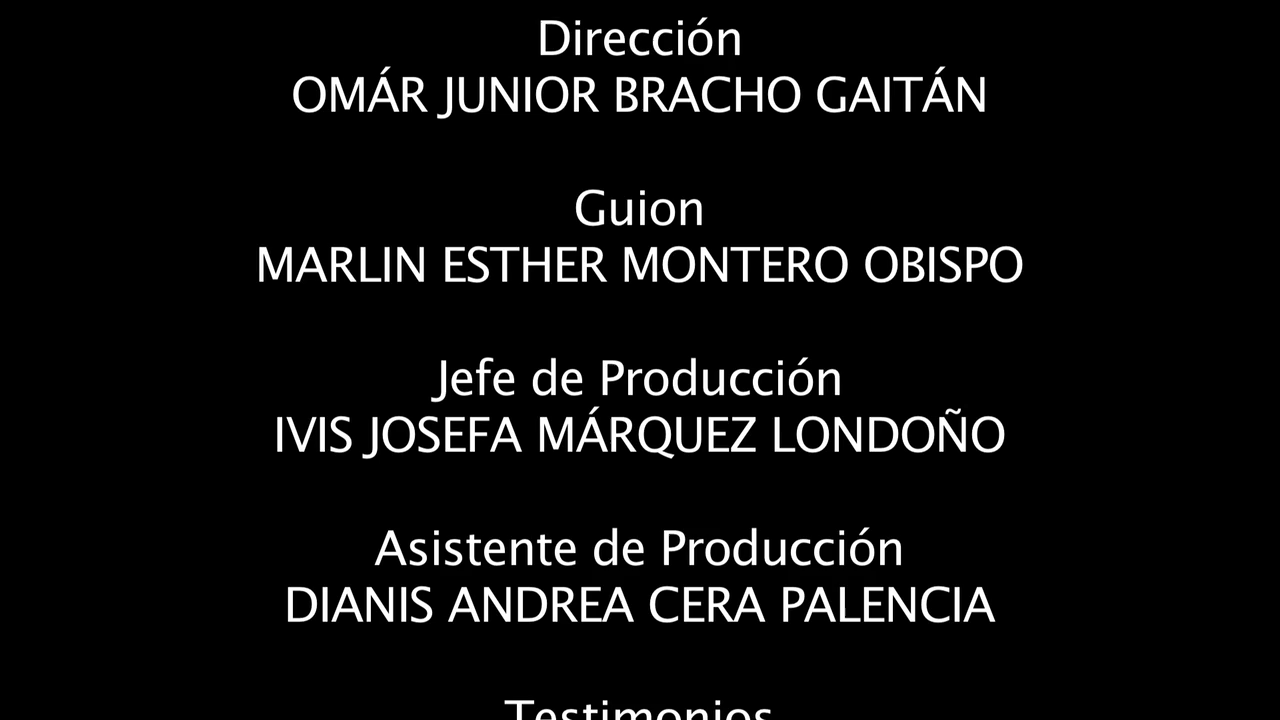 Dirección
OMÁR JUNIOR BRACHO GAITÁN
Guion
MARLIN ESTHER MONTERO OBISPO
Jefe de Producción
IVIS JOSEFA MÁRQUEZ LONDOÑO
Asistente de Producción
DIANIS ANDREA CERA PALENCIA
Testimonios